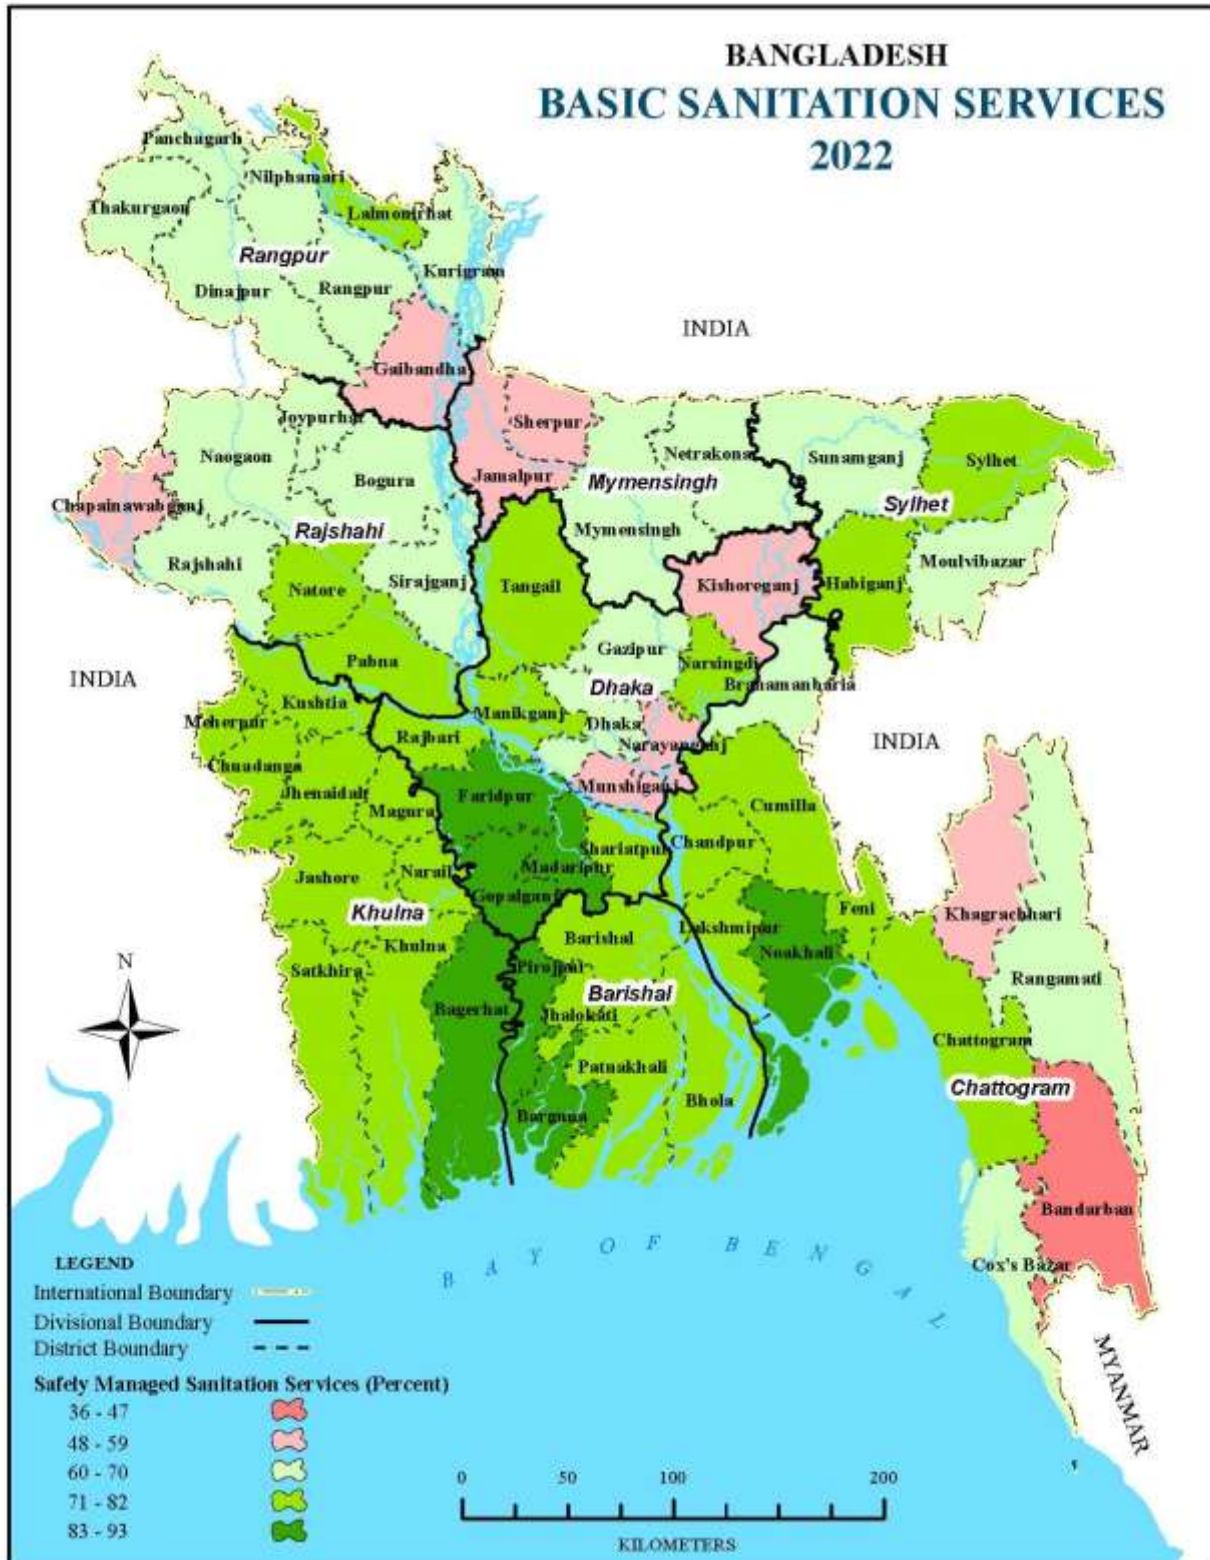 BANGLADESH
BASIC SANITATION SERVICES
2022
Panchagarh
Nilphamari
Thakurgaon
Lalmonirhat
Rangpur
Kurigram
Dinajpur
Rangpur
INDIA
Gaibandha
Joypurhat
Sherpur
Naogaon
Netrakona
Sunamganj
Sylhet
Bogura
Jamalpur
Mymensingh
Chapainawabganj
Sylhet
Rajshahi
Mymensingh
Rajshahi
Moulvibazar
Sirajganj
Kishoreganj
Habiganj
Natore
Tangail
Gazipur
Pabna
Narsingdi
INDIA
Dhaka
Branamanbaria
Kushtia
Manikganj
Meherpur
Dhaka
Rajbari
Narayanganj
INDIA
Chuadanga
Jhenaidah
Faridpur
Munshiganj
Magura
Cumilla
Shariatpur
Chandpur
Madaripur
Jashore
Narail
Gopalganj
Khulna
Feni
Khagrachhari
Lakshmipur
Barishal
Khulna
Noakhali
N
Satkhira
Pirojpur
Rangamati
Barishal
Bagerhat
Jhalokati
Chattogram
Patuakhali
Chattogram
Bhola
Barguna
Bandarban
Cox's Bazar
BAY OF BENGAL
MYANMAR
LEGEND
International Boundary
Divisional Boundary
District Boundary
Safely Managed Sanitation Services (Percent)
36 - 47
48 - 59
60 - 70
71 - 82
83 - 93
0 50 100 200
KILOMETERS